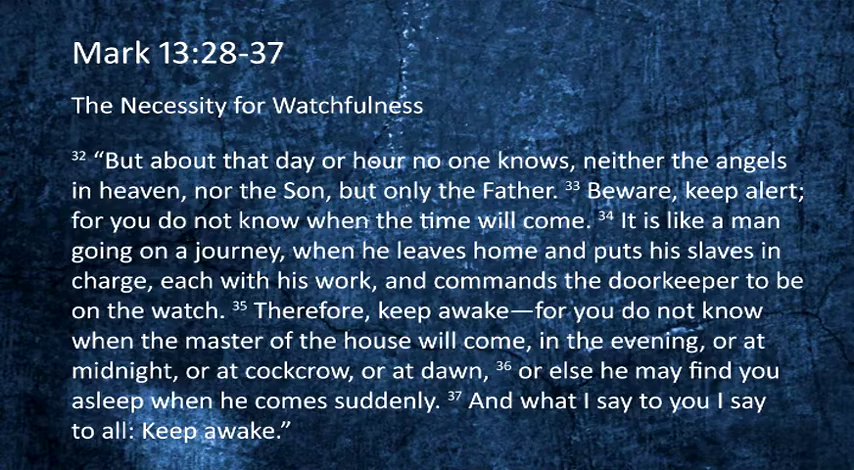 Mark 13:28-37
The Necessity for Watchfulness
³² “But about that day or hour no one knows, neither the angels
in heaven, nor the Son, but only the Father. ³³ Beware, keep alert;
for you do not know when the time will come. ³⁴ It is like a man
going on a journey, when he leaves home and puts his slaves in
charge, each with his work, and commands the doorkeeper to be
on the watch. ³⁵ Therefore, keep awake—for you do not know
when the master of the house will come, in the evening, or at
midnight, or at cockcrow, or at dawn, ³⁶ or else he may find you
asleep when he comes suddenly. ³⁷ And what I say to you I say
to all: Keep awake.”